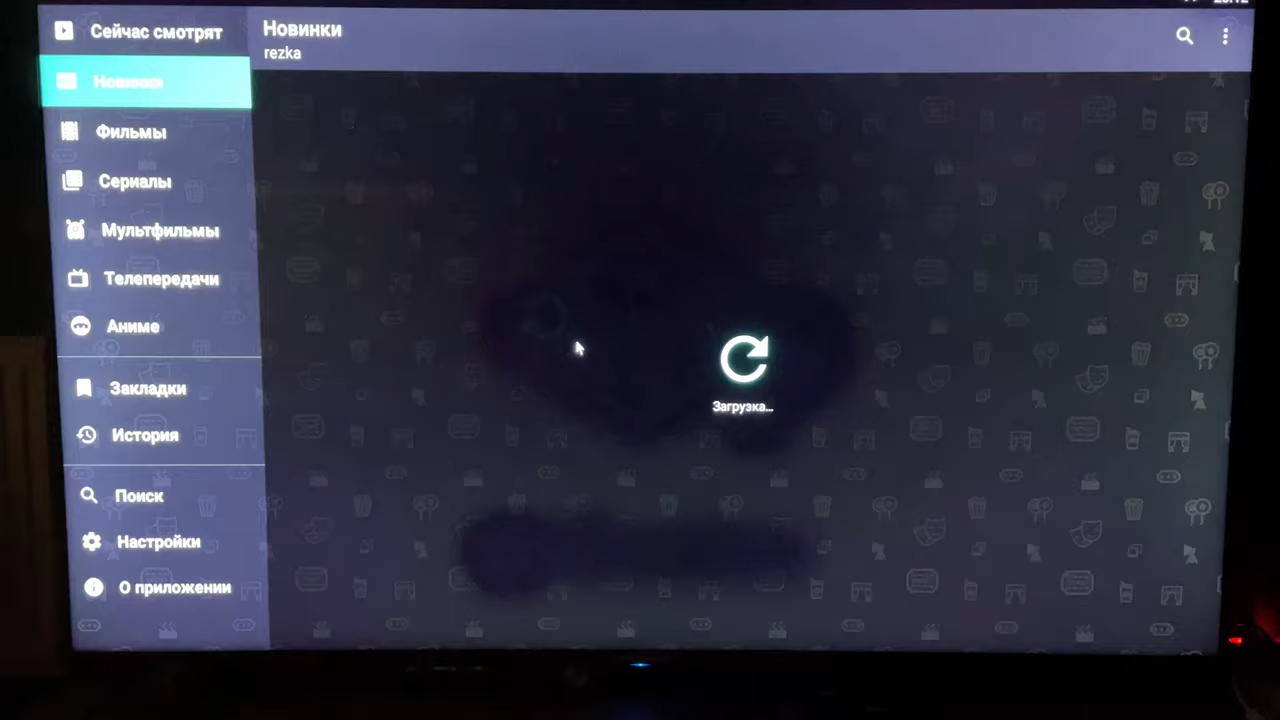 Сейчас смотрят
Новинки
rezka
Новинки
Фильмы
Сериалы
Мультфильмы
Телепередачи
Аниме
Загрузка...
Закладки
История
Поиск
Настройки
О приложении